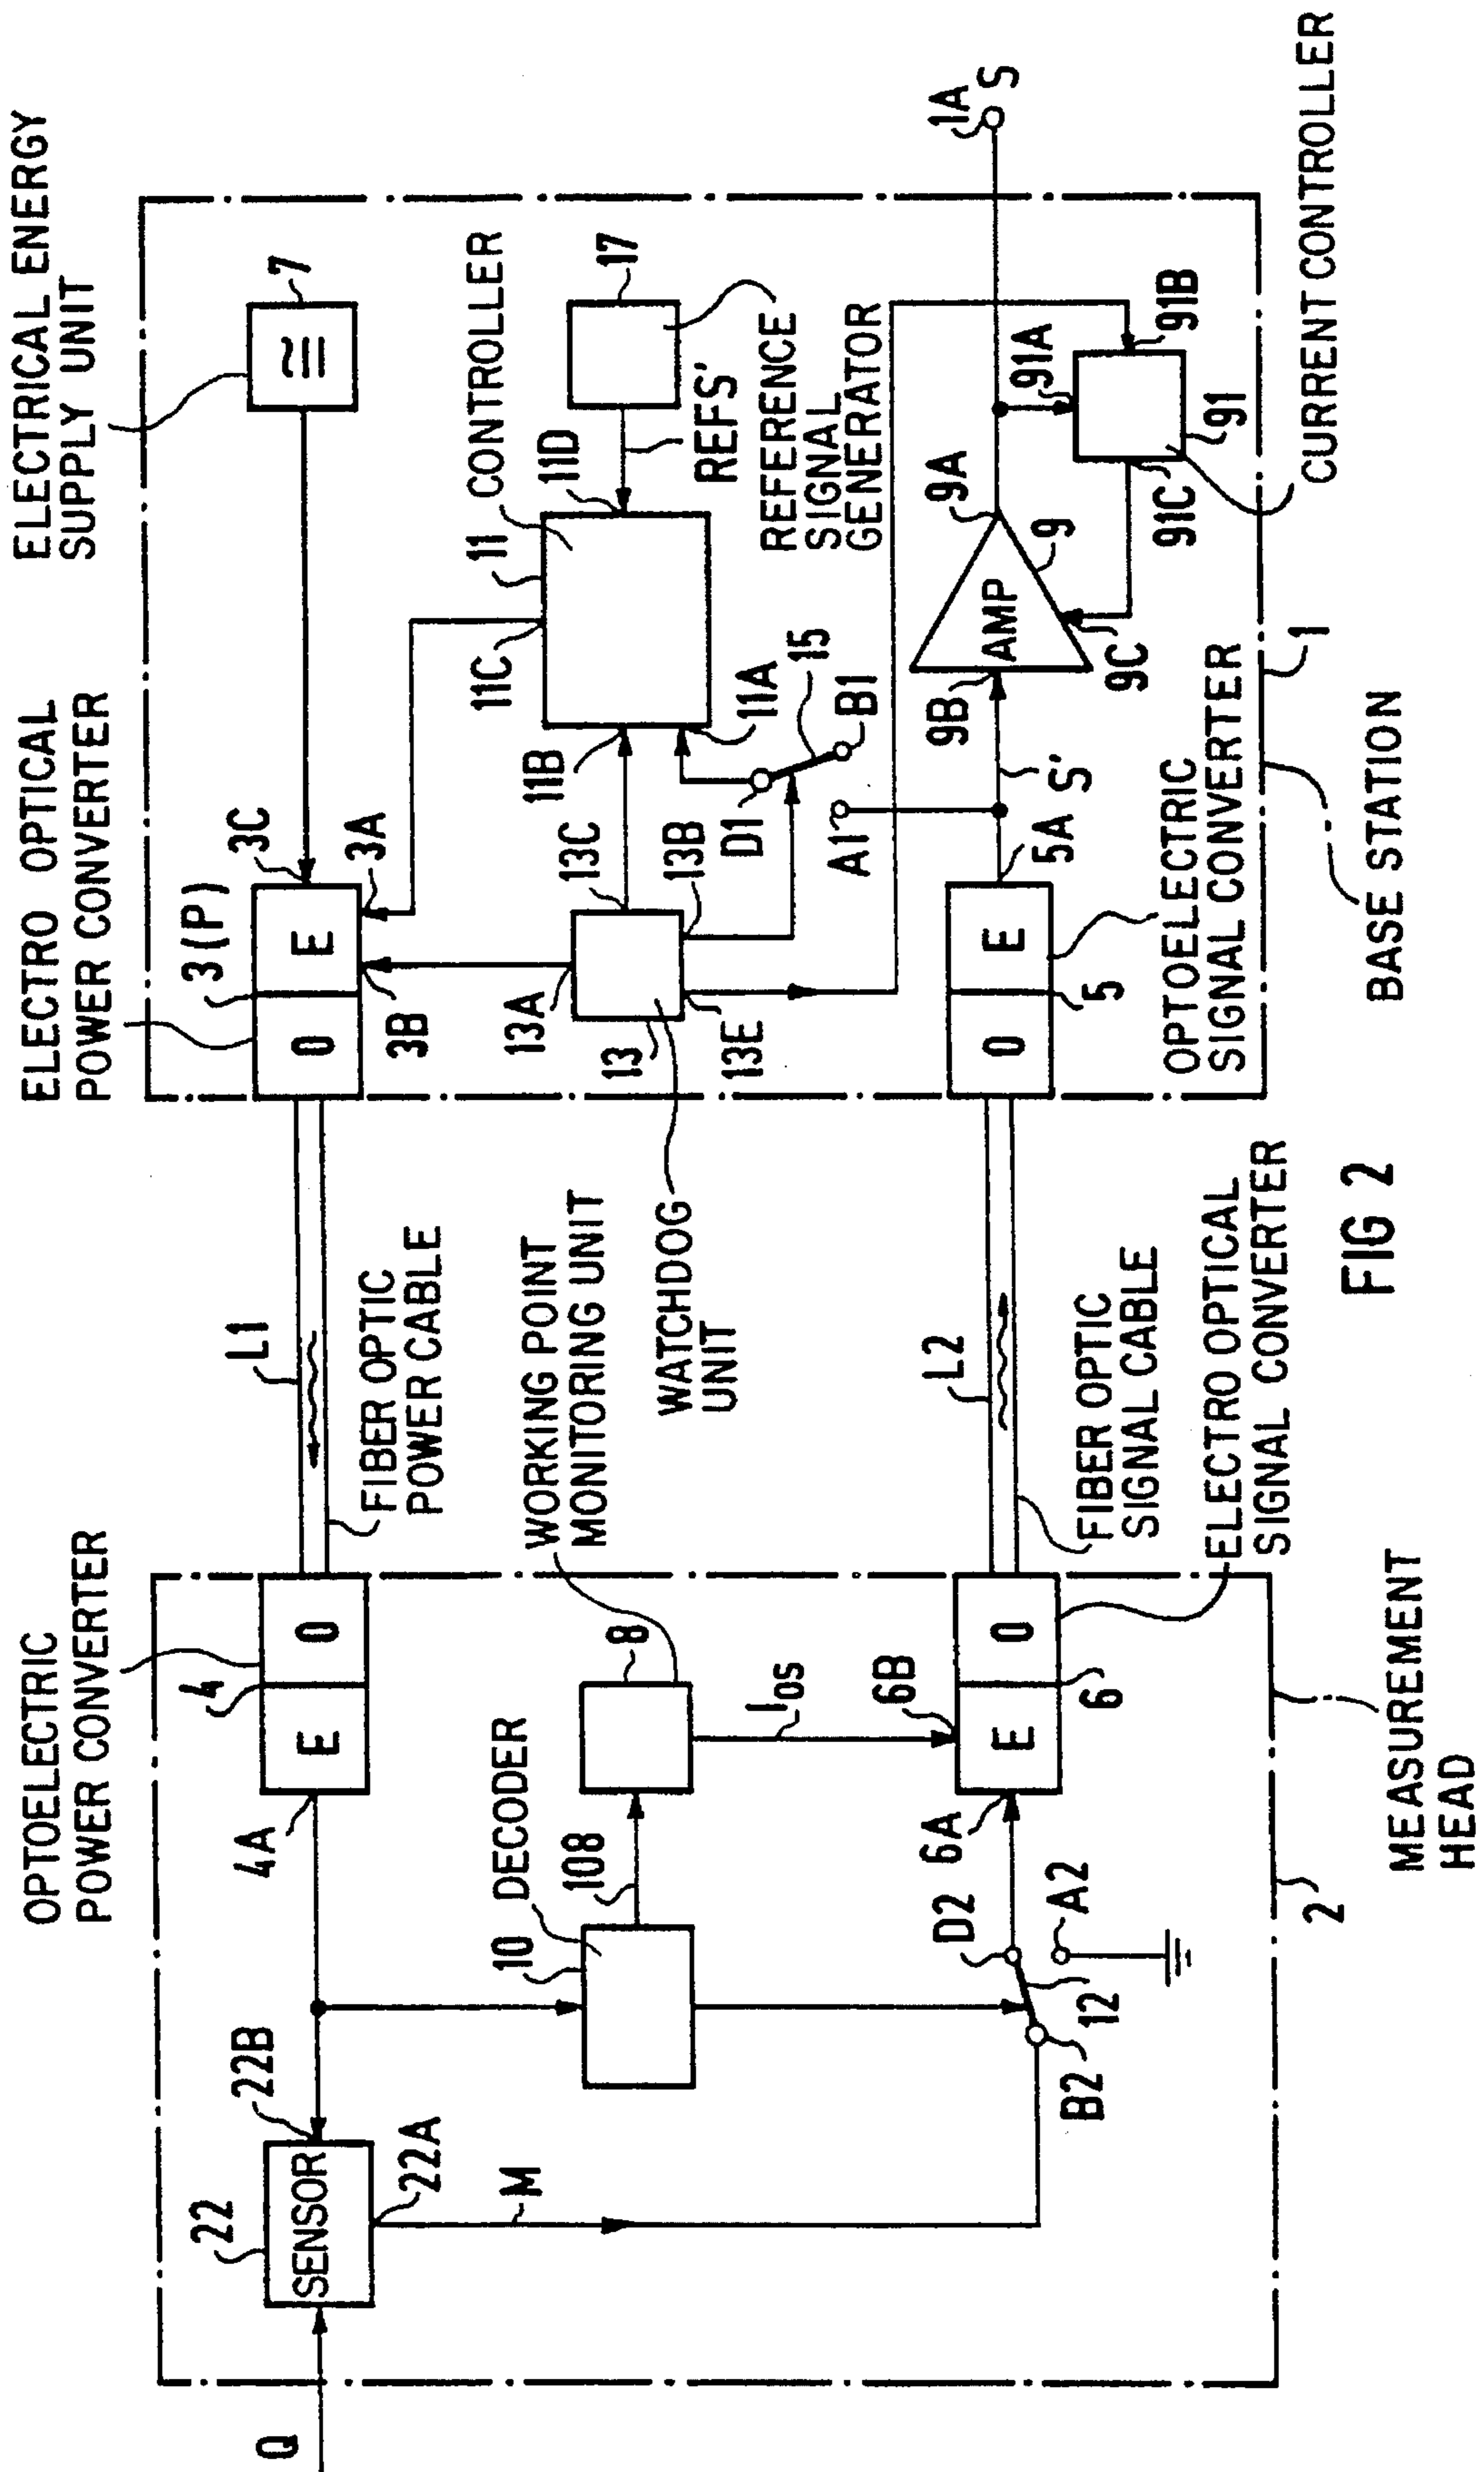 ELECTRICAL ENERGY
SUPPLY UNIT
ELECTRO OPTICAL
POWER CONVERTER
OPTOELECTRIC
POWER CONVERTER
Q
22
SENSOR
22B
22A
M
4A
4
E
O
L1
FIBER OPTIC
POWER CABLE
3(P)
O
E
3C
3A
3B
7
≂
10
DECODER
108
8
WORKING POINT
MONITORING UNIT
I0S
WATCHDOG
UNIT
13
13A
13C
13B
13E
11B
11C
11
CONTROLLER
11D
11A
REFS'
17
REFERENCE
SIGNAL
GENERATOR
D1
15
B1
A1
B2
12
D2
A2
6A
6B
E
O
6
L2
FIBER OPTIC
SIGNAL CABLE
ELECTRO OPTICAL
SIGNAL CONVERTER
O
E
5
5A
S'
OPTOELECTRIC
SIGNAL CONVERTER
9B
AMP
9C
9
9A
91A
91B
91C
91
1A
S
CURRENT CONTROLLER
2
MEASUREMENT
HEAD
1
BASE STATION
FIG 2